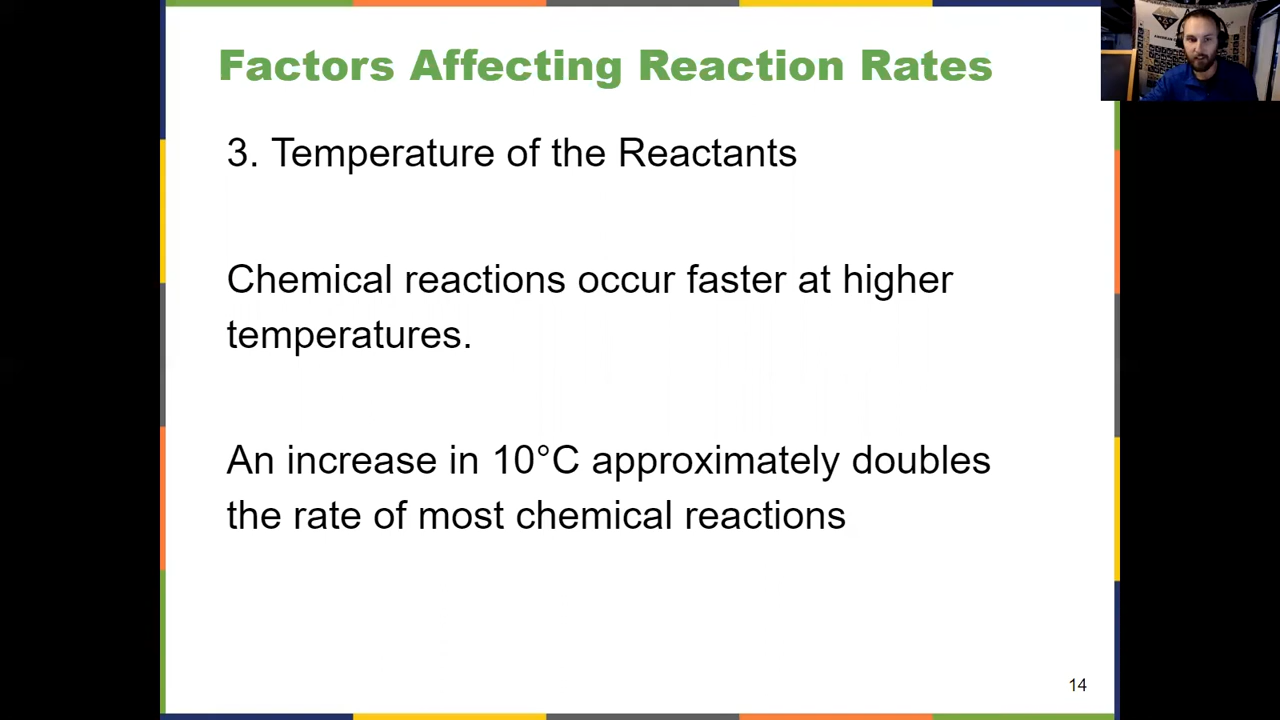 Factors Affecting Reaction Rates
3. Temperature of the Reactants
Chemical reactions occur faster at higher
temperatures.
An increase in 10°C approximately doubles
the rate of most chemical reactions
14